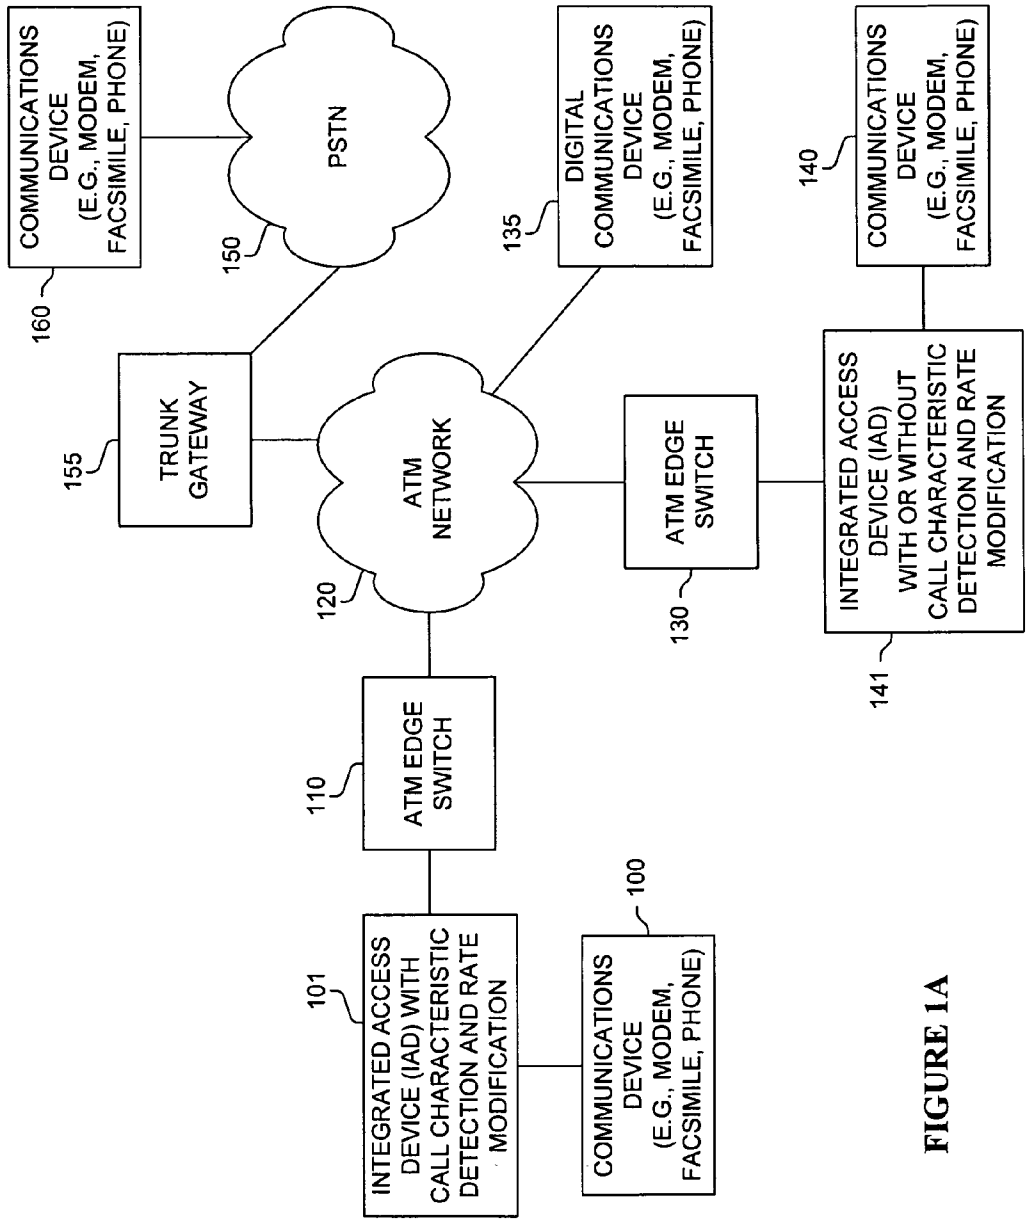 COMMUNICATIONS
DEVICE
(E.G., MODEM,
FACSIMILE, PHONE)
160
PSTN
150
TRUNK
GATEWAY
155
DIGITAL
COMMUNICATIONS
DEVICE
(E.G., MODEM,
FACSIMILE, PHONE)
135
ATM
NETWORK
120
COMMUNICATIONS
DEVICE
(E.G., MODEM,
FACSIMILE, PHONE)
140
ATM EDGE
SWITCH
130
INTEGRATED ACCESS
DEVICE (IAD)
WITH OR WITHOUT
CALL CHARACTERISTIC
DETECTION AND RATE
MODIFICATION
141
ATM EDGE
SWITCH
110
INTEGRATED ACCESS
DEVICE (IAD) WITH
CALL CHARACTERISTIC
DETECTION AND RATE
MODIFICATION
101
COMMUNICATIONS
DEVICE
(E.G., MODEM,
FACSIMILE, PHONE)
100
FIGURE 1A